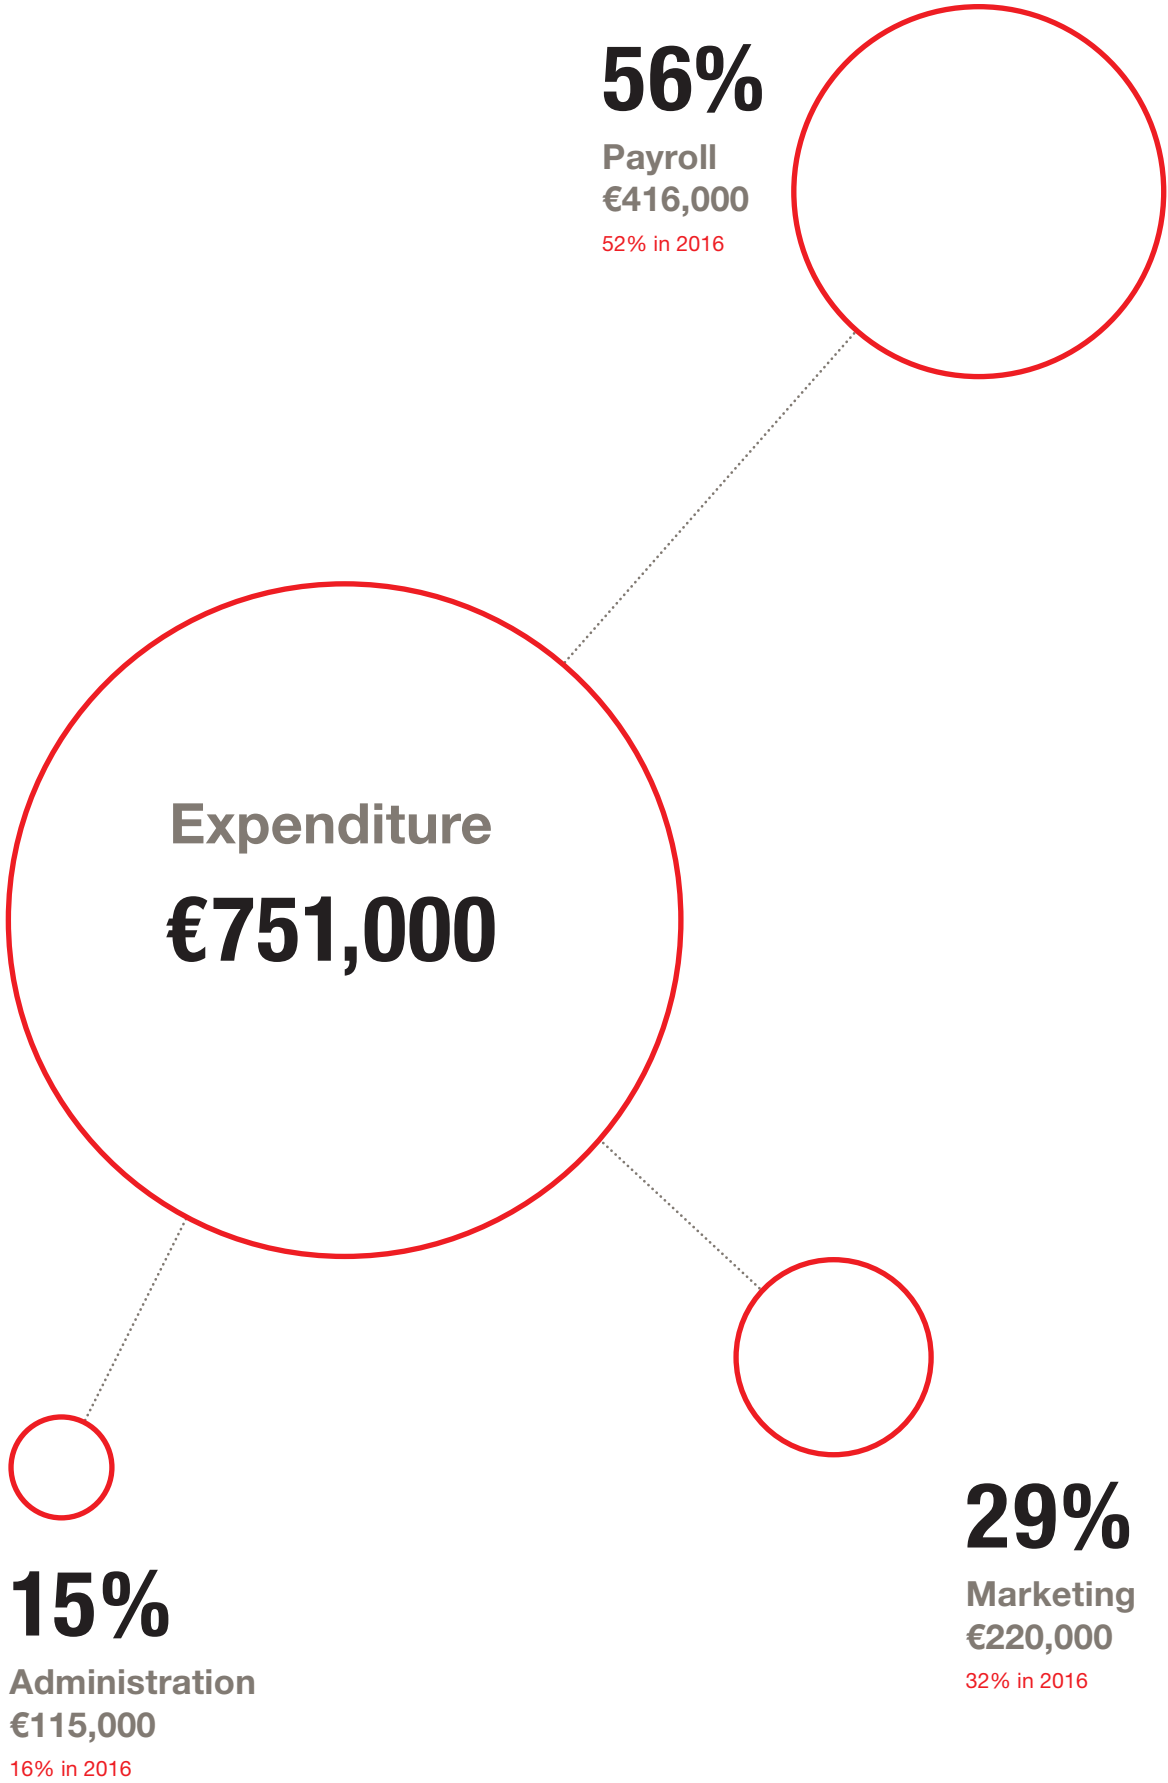 56%
Payroll
€416,000
52% in 2016
Expenditure
€751,000
29%
Marketing
€220,000
32% in 2016
15%
Administration
€115,000
16% in 2016